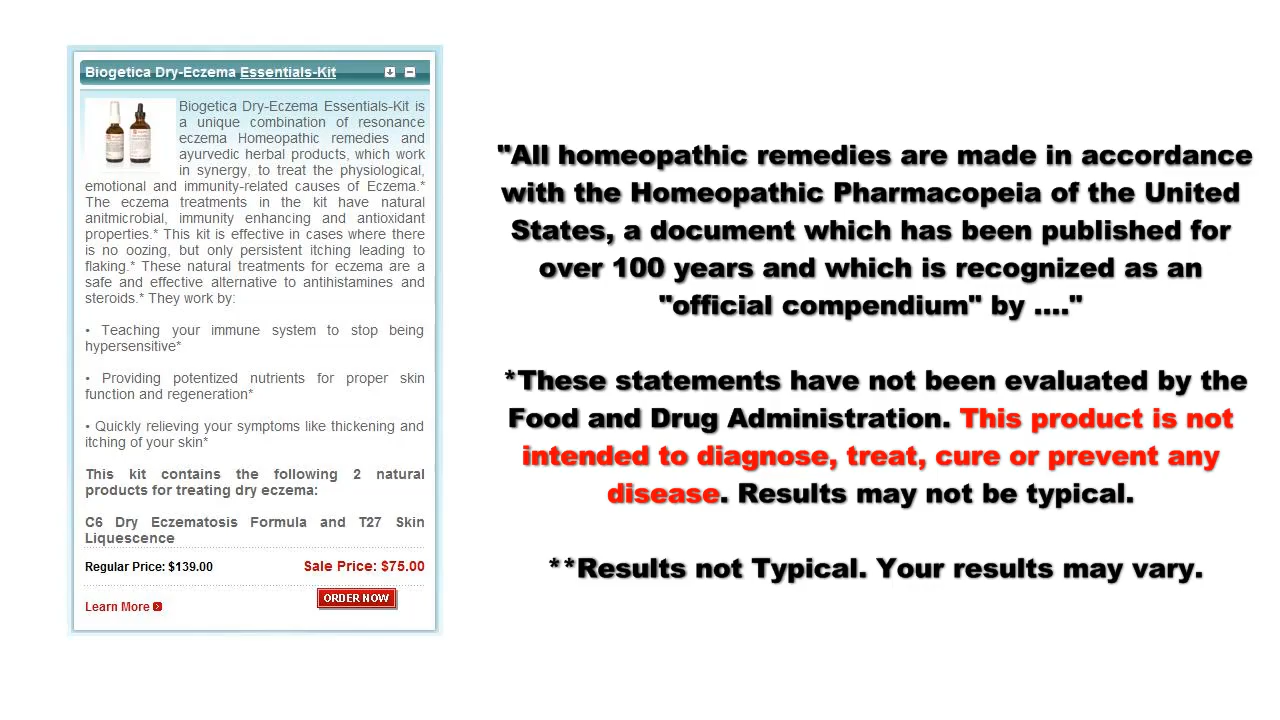 Biogetica Dry-Eczema Essentials-Kit
Biogetica Dry-Eczema Essentials-Kit is
a unique combination of resonance
eczema Homeopathic remedies and
ayurvedic herbal products, which work
in synergy, to treat the physiological,
emotional and immunity-related causes of Eczema.*
The eczema treatments in the kit have natural
anitmicrobial, immunity enhancing and antioxidant
properties.* This kit is effective in cases where there
is no oozing, but only persistent itching leading to
flaking.* These natural treatments for eczema are a
safe and effective alternative to antihistamines and
steroids.* They work by:
• Teaching your immune system to stop being
hypersensitive*
• Providing potentized nutrients for proper skin
function and regeneration*
• Quickly relieving your symptoms like thickening and
itching of your skin*
This kit contains the following 2 natural
products for treating dry eczema:
C6 Dry Eczematosis Formula and T27 Skin
Liquescence
Regular Price: $139.00 Sale Price: $75.00
Learn More ORDER NOW
"All homeopathic remedies are made in accordance
with the Homeopathic Pharmacopeia of the United
States, a document which has been published for
over 100 years and which is recognized as an
"official compendium" by ...."
*These statements have not been evaluated by the
Food and Drug Administration. This product is not
intended to diagnose, treat, cure or prevent any
disease. Results may not be typical.
**Results not Typical. Your results may vary.